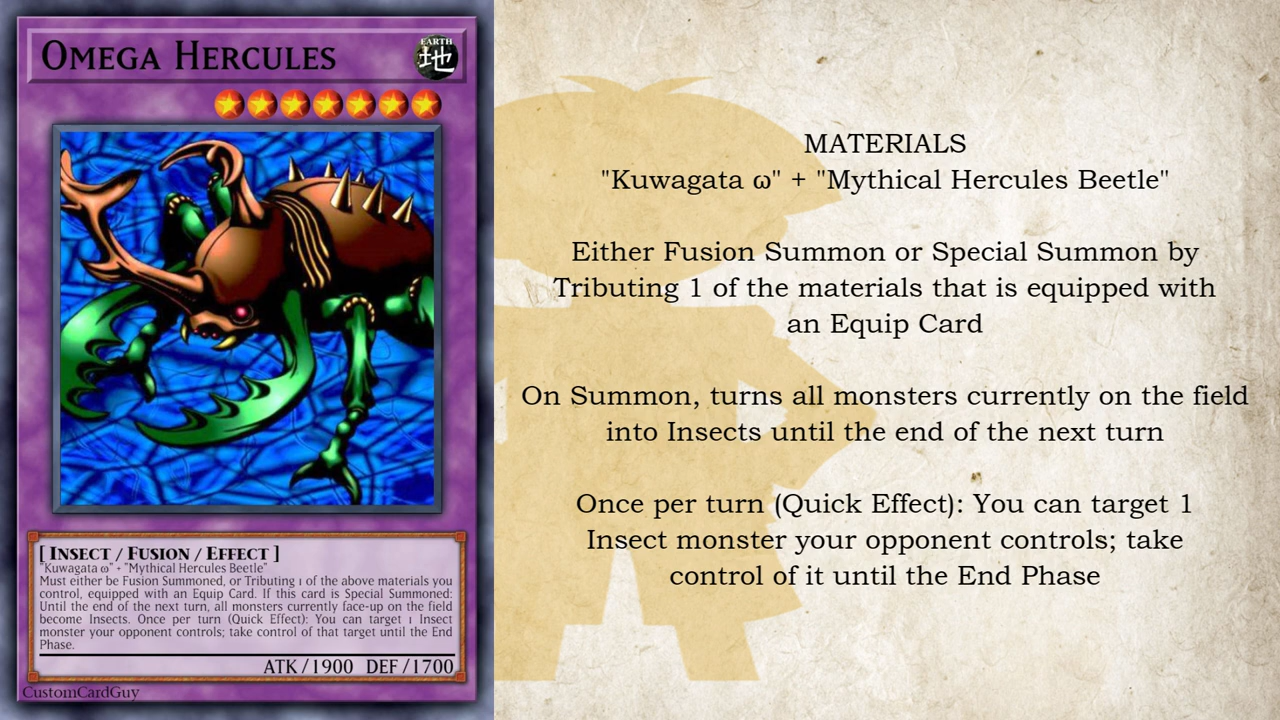 OMEGA HERCULES
EARTH
地
[ INSECT / FUSION / EFFECT ]
"Kuwagata ω" + "Mythical Hercules Beetle"
Must either be Fusion Summoned, or Tributing 1 of the above materials you
control, equipped with an Equip Card. If this card is Special Summoned:
Until the end of the next turn, all monsters currently face-up on the field
become Insects. Once per turn (Quick Effect): You can target 1 Insect
monster your opponent controls; take control of that target until the End
Phase.
ATK/1900 DEF/1700
CustomCardGuy
MATERIALS
"Kuwagata ω" + "Mythical Hercules Beetle"
Either Fusion Summon or Special Summon by
Tributing 1 of the materials that is equipped with
an Equip Card
On Summon, turns all monsters currently on the field
into Insects until the end of the next turn
Once per turn (Quick Effect): You can target 1
Insect monster your opponent controls; take
control of it until the End Phase